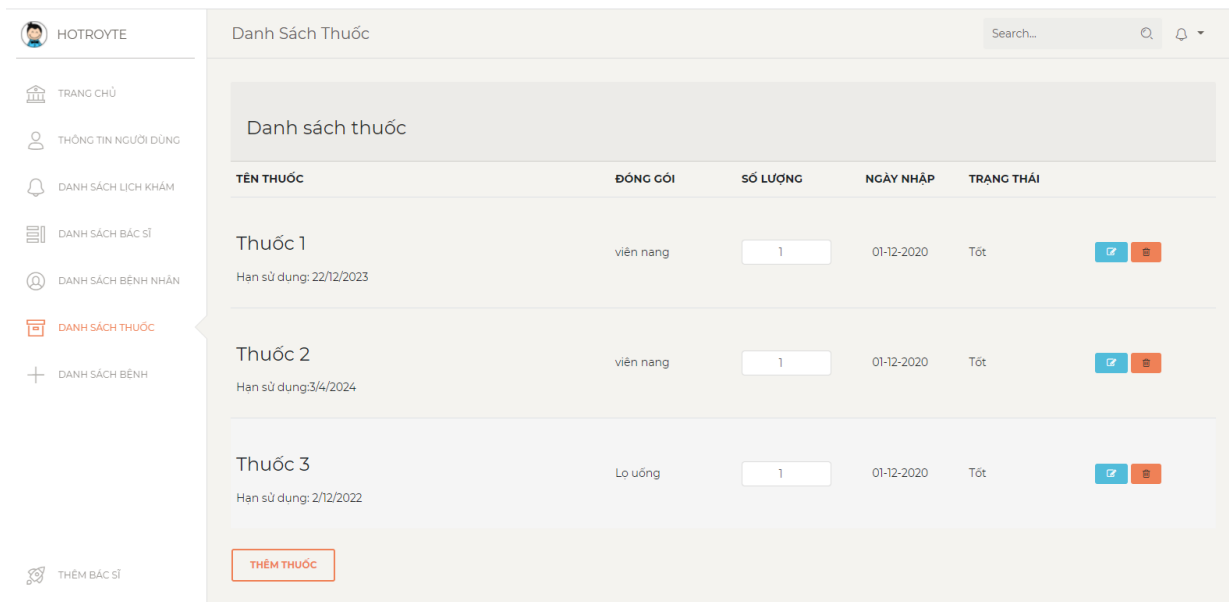 HOTROYTE
Danh Sách Thuốc
Search...
TRANG CHỦ
THÔNG TIN NGƯỜI DÙNG
DANH SÁCH LỊCH KHÁM
DANH SÁCH BÁC SĨ
DANH SÁCH BỆNH NHÂN
DANH SÁCH THUỐC
DANH SÁCH BỆNH
THÊM BÁC SĨ
Danh sách thuốc
TÊN THUỐC ĐÓNG GÓI SỐ LƯỢNG NGÀY NHẬP TRẠNG THÁI
Thuốc 1
viên nang 1 01-12-2020 Tốt
Hạn sử dụng: 22/12/2023
Thuốc 2
viên nang 1 01-12-2020 Tốt
Hạn sử dụng:3/4/2024
Thuốc 3
Lọ uống 1 01-12-2020 Tốt
Hạn sử dụng: 2/12/2022
THÊM THUỐC